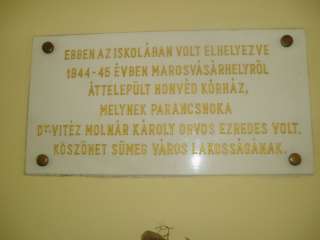 EBBEN AZ ISKOLÁBAN VOLT ELHELYEZVE
1944-45 ÉVBEN MAROSVÁSÁRHELYRŐL
ÁTTELEPÜLT HONVÉD KÓRHÁZ,
MELYNEK PARANCSNOKA
DR. VITÉZ MOLNÁR KÁROLY ORVOS EZREDES VOLT.
KÖSZÖNET SÜMEG VÁROS LAKOSSÁGÁNAK.